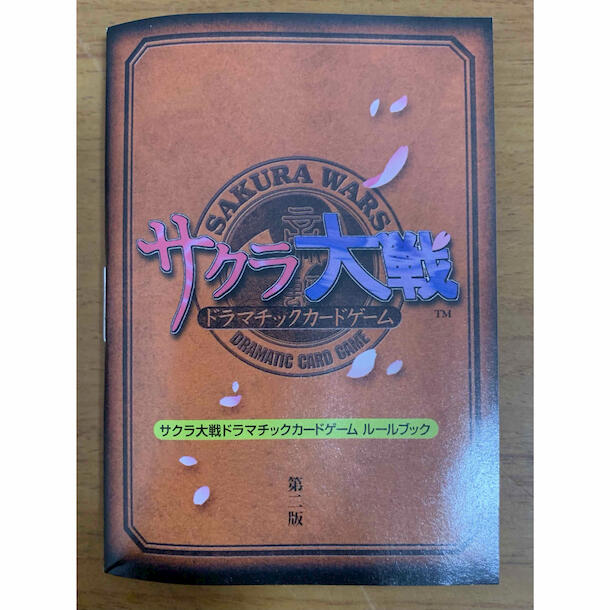 SAKURA WARS
サクラ大戦
TM
ドラマチックカードゲーム
DRAMATIC CARD GAME
サクラ大戦ドラマチックカードゲーム ルールブック
第二版